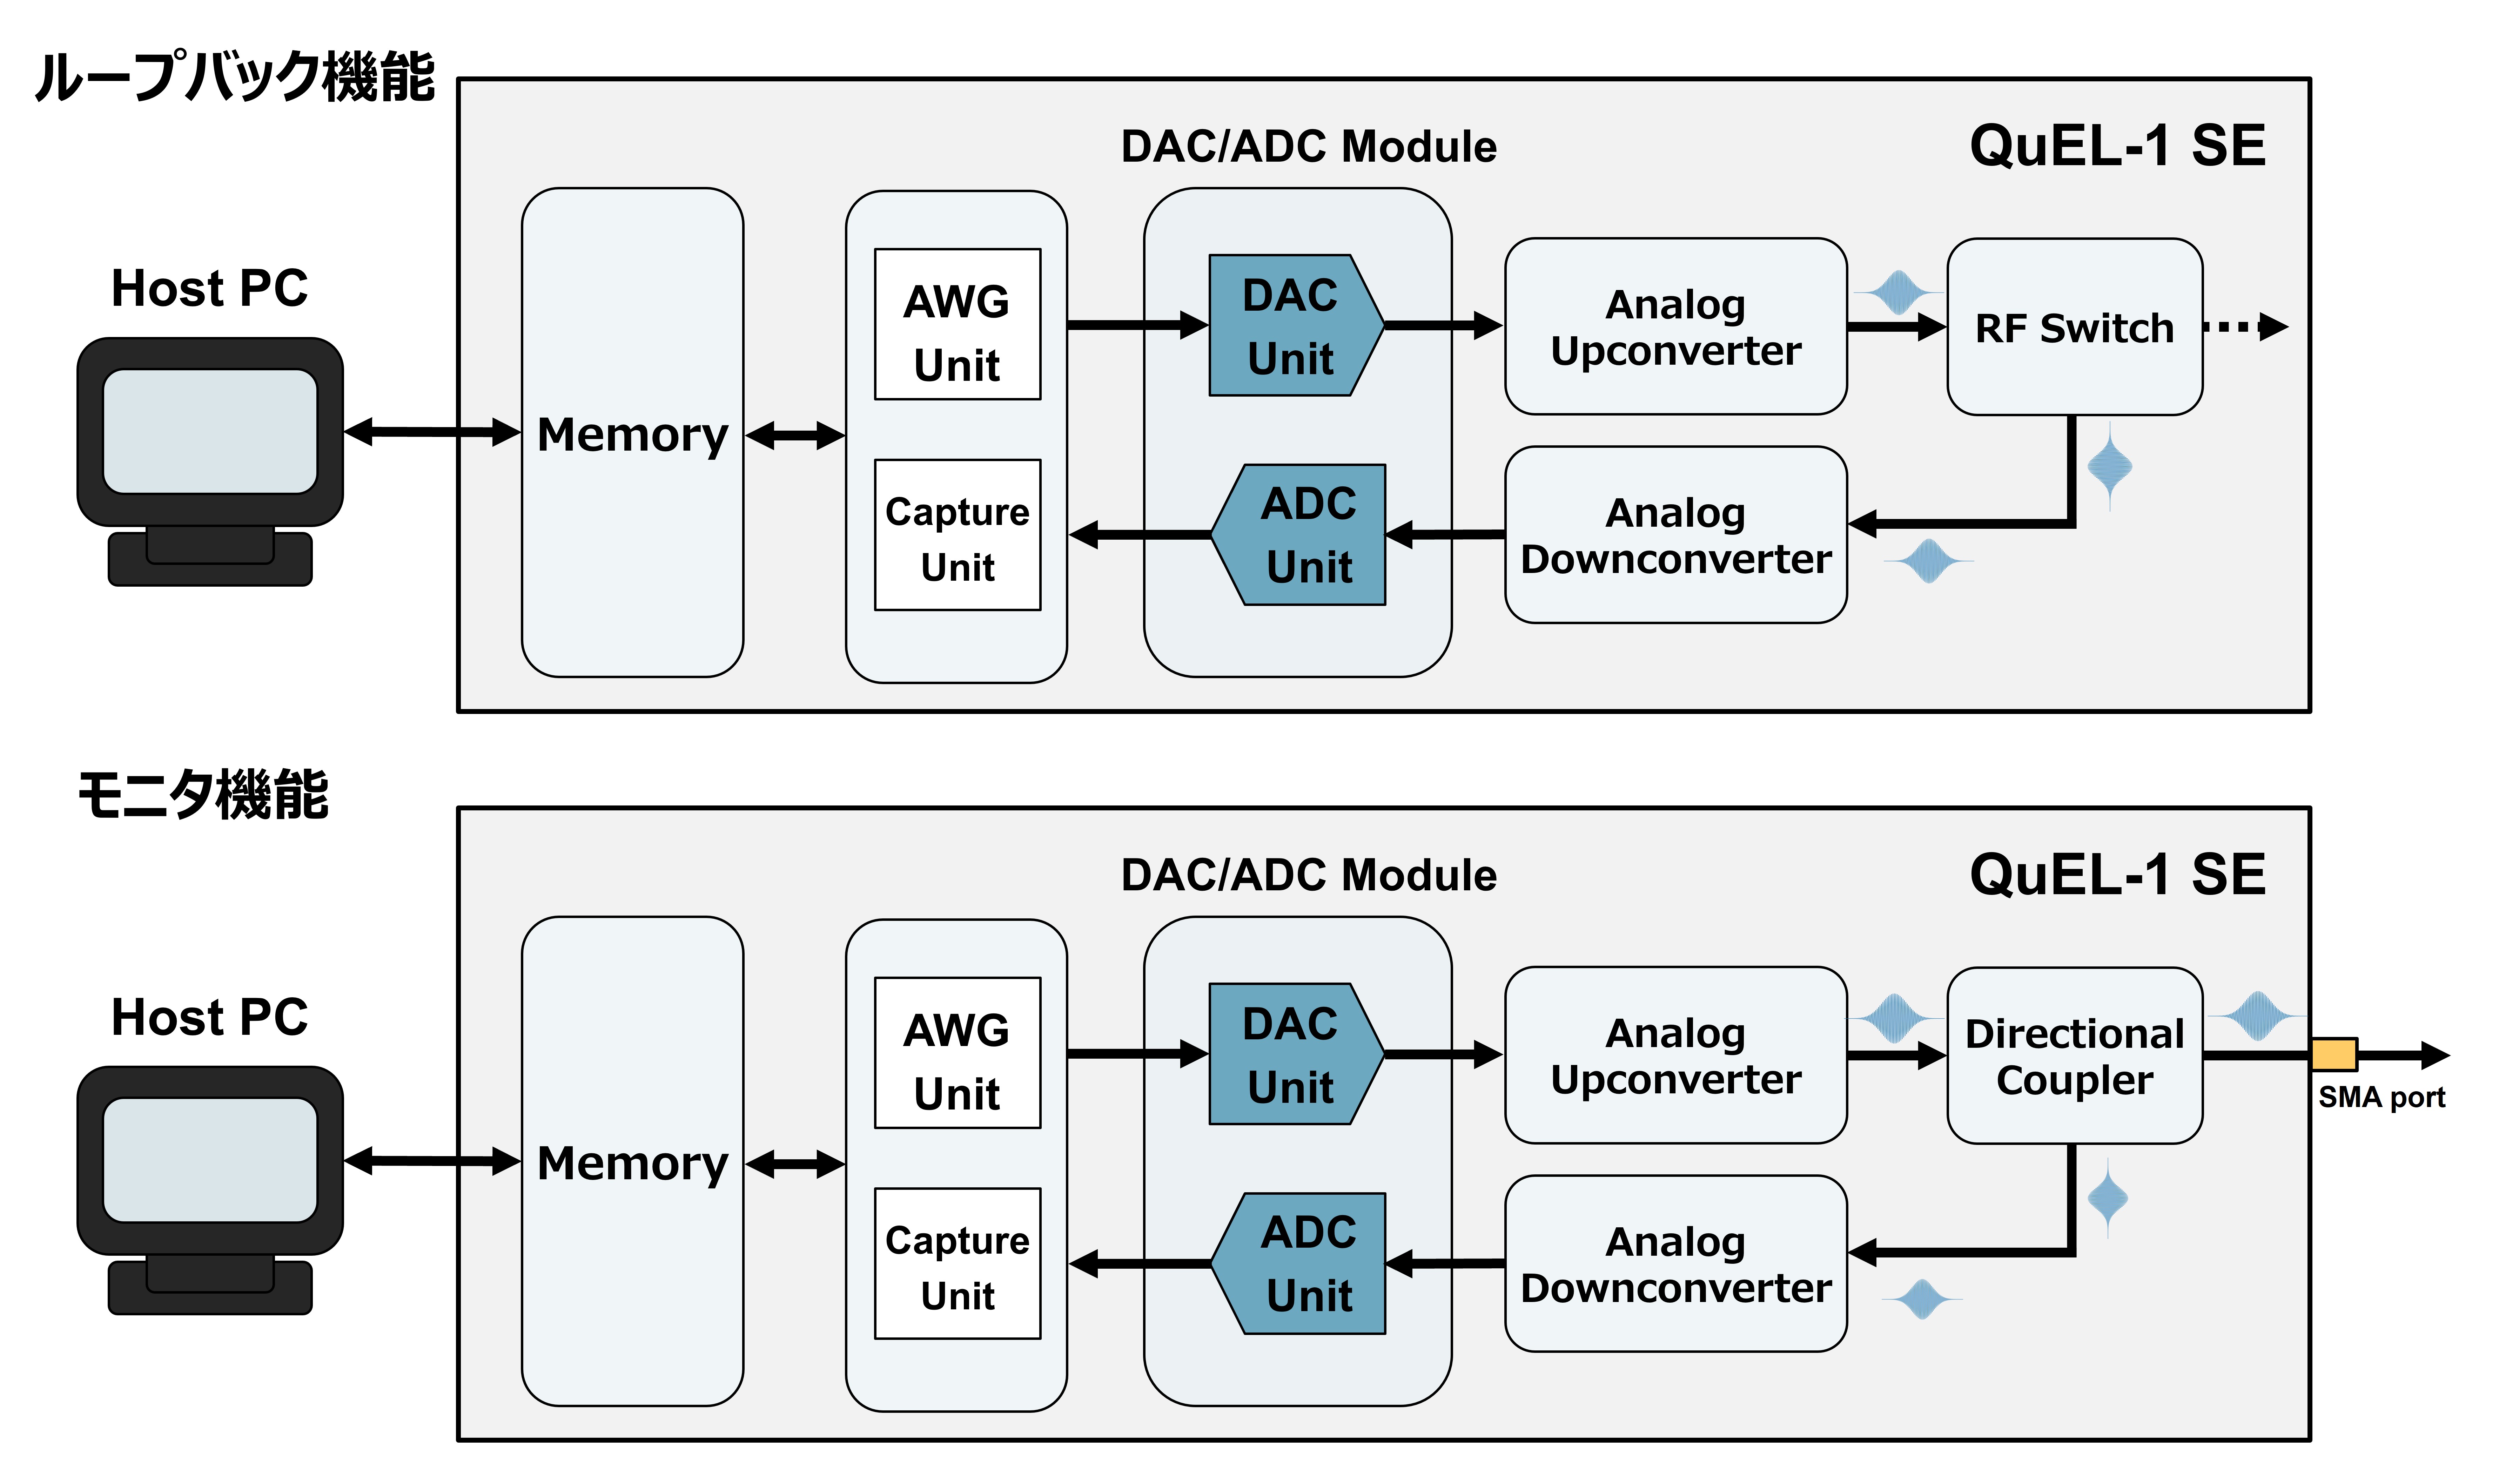 ループバック機能
QuEL-1 SE
DAC/ADC Module
Host PC
Memory
AWG
Unit
Capture
Unit
DAC
Unit
ADC
Unit
Analog
Upconverter
Analog
Downconverter
RF Switch
モニタ機能
QuEL-1 SE
DAC/ADC Module
Host PC
Memory
AWG
Unit
Capture
Unit
DAC
Unit
ADC
Unit
Analog
Upconverter
Analog
Downconverter
Directional
Coupler
SMA port